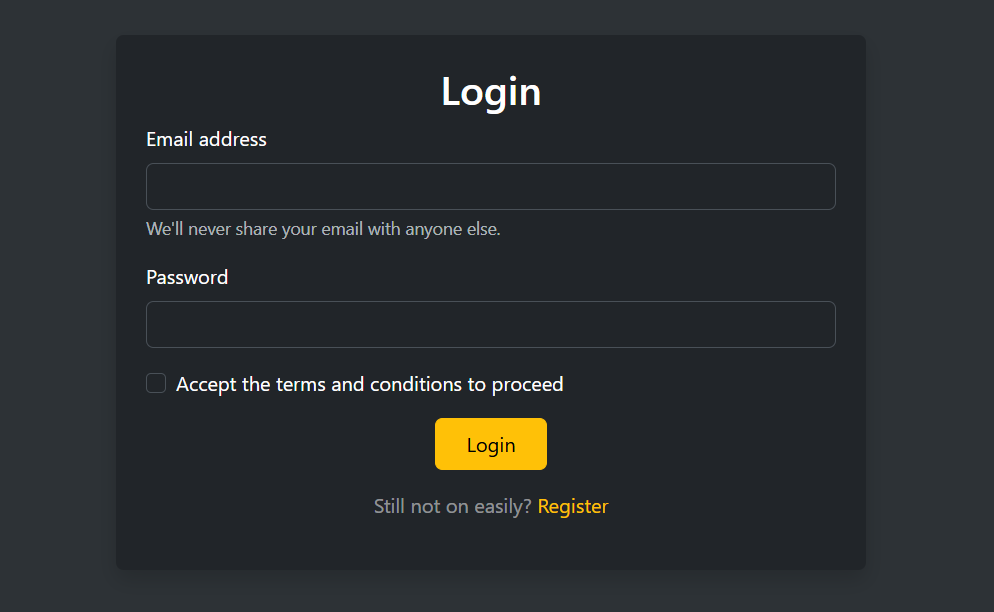 Login
Email address
We'll never share your email with anyone else.
Password
Accept the terms and conditions to proceed
Login
Still not on easily? Register